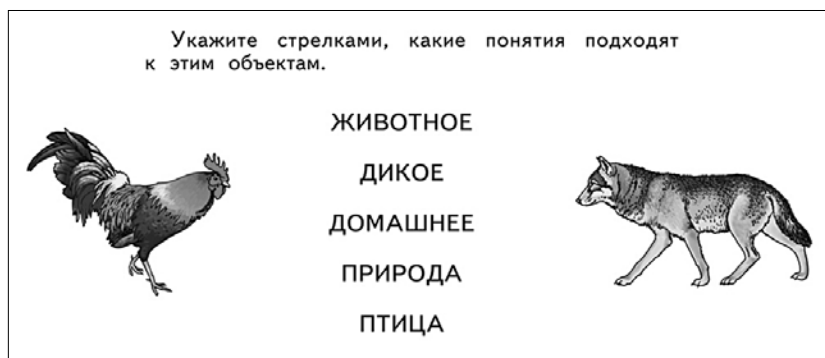 Укажите стрелками, какие понятия подходят
к этим объектам.
ЖИВОТНОЕ
ДИКОЕ
ДОМАШНЕЕ
ПРИРОДА
ПТИЦА